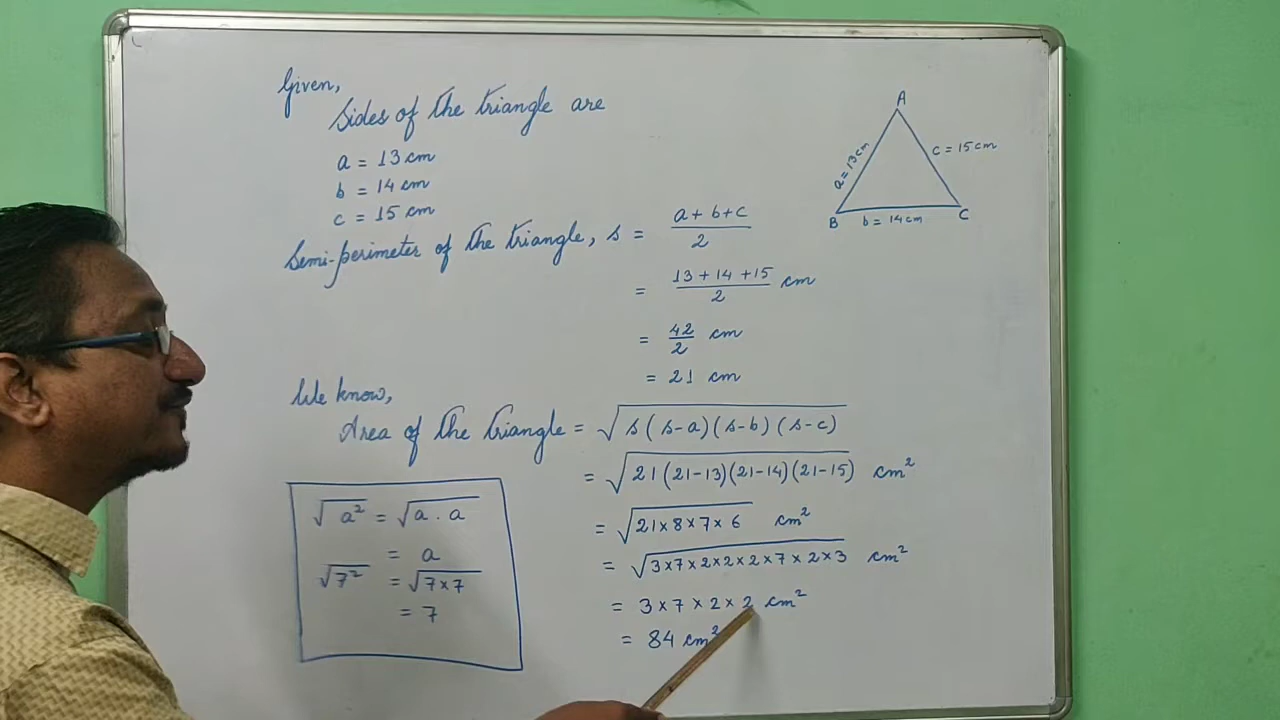 Given,
Sides of the triangle are
a = 13 cm
b = 14 cm
c = 15 cm
Semi-perimeter of the triangle, s = a + b + c / 2
= 13 + 14 + 15 / 2 cm
= 42 / 2 cm
= 21 cm
A
a = 13 cm
c = 15 cm
B
b = 14 cm
C
We know,
Area of the triangle = √s(s-a)(s-b)(s-c)
= √21(21-13)(21-14)(21-15) cm²
= √21×8×7×6 cm²
= √3×7×2×2×2×7×2×3 cm²
= 3×7×2×2 cm²
= 84 cm²
√a² = √a . a
= a
√7² = √7×7
= 7